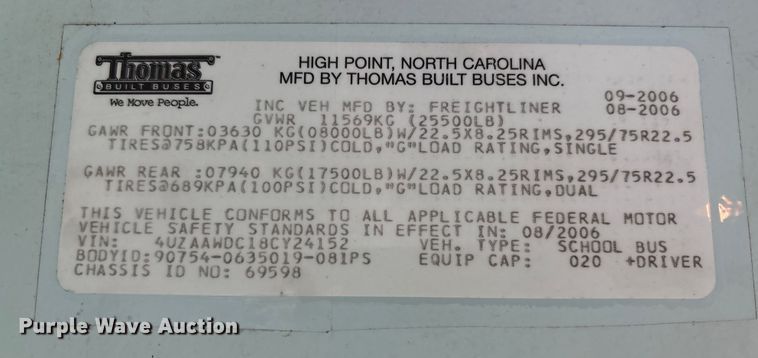 Thomas
BUILT BUSES
We Move People.
HIGH POINT, NORTH CAROLINA
MFD BY THOMAS BUILT BUSES INC.
09-2006
INC VEH MFD BY: FREIGHTLINER 08-2006
GVWR 11569KG (25500LB)
GAWR FRONT:03630 KG(08000LB)W/22.5X8.25RIMS,295/75R22.5
TIRES@758KPA(110PSI)COLD,"G"LOAD RATING,SINGLE
GAWR REAR :07940 KG(17500LB)W/22.5X8.25RIMS,295/75R22.5
TIRES@689KPA(100PSI)COLD,"G"LOAD RATING,DUAL
THIS VEHICLE CONFORMS TO ALL APPLICABLE FEDERAL MOTOR
VEHICLE SAFETY STANDARDS IN EFFECT IN: 08/2006
VIN: 4UZAAWDC18CY24152 VEH. TYPE: SCHOOL BUS
BODYID:90754-0635019-081PS EQUIP CAP: 020 +DRIVER
CHASSIS ID NO: 69598
Purple Wave Auction